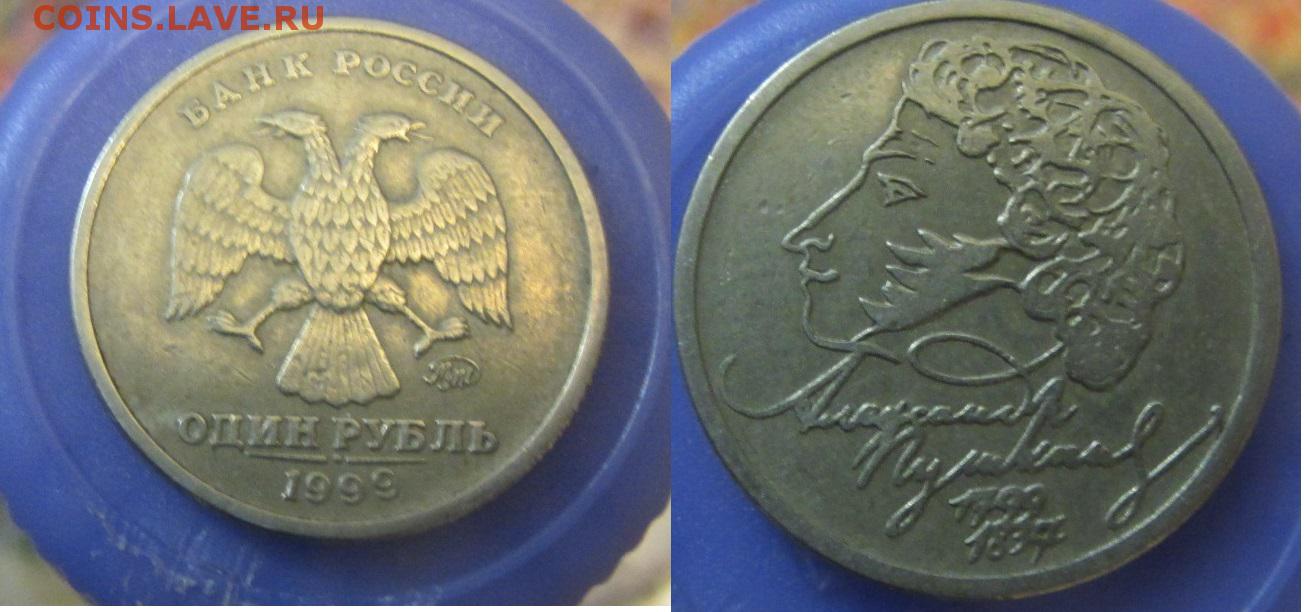 COINS.LAVE.RU
БАНК РОССИИ
ММД
ОДИН РУБЛЬ
1999
Александр
Пушкин
1799
1837